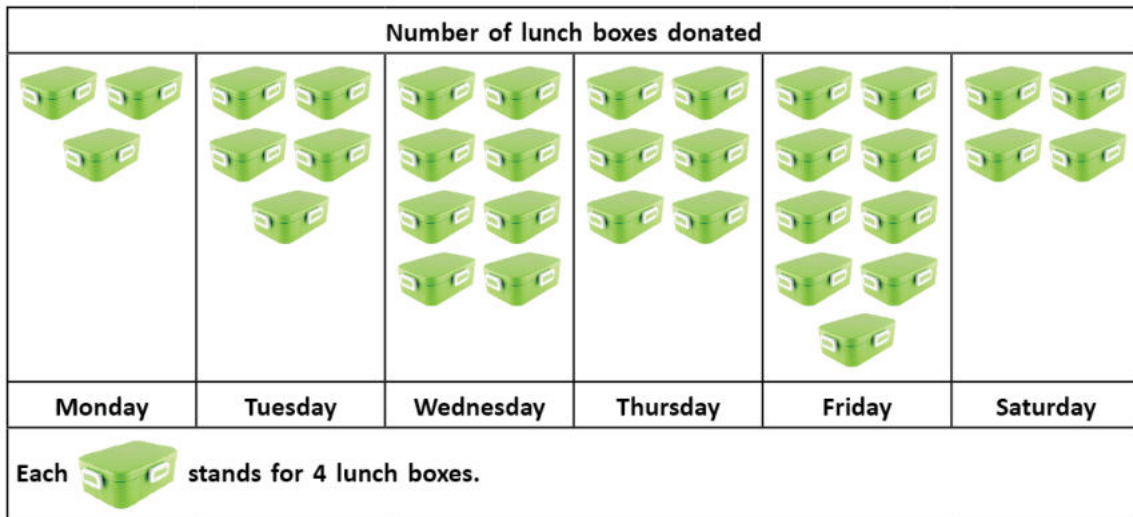 Number of lunch boxes donated
Monday Tuesday Wednesday Thursday Friday Saturday
Each stands for 4 lunch boxes.